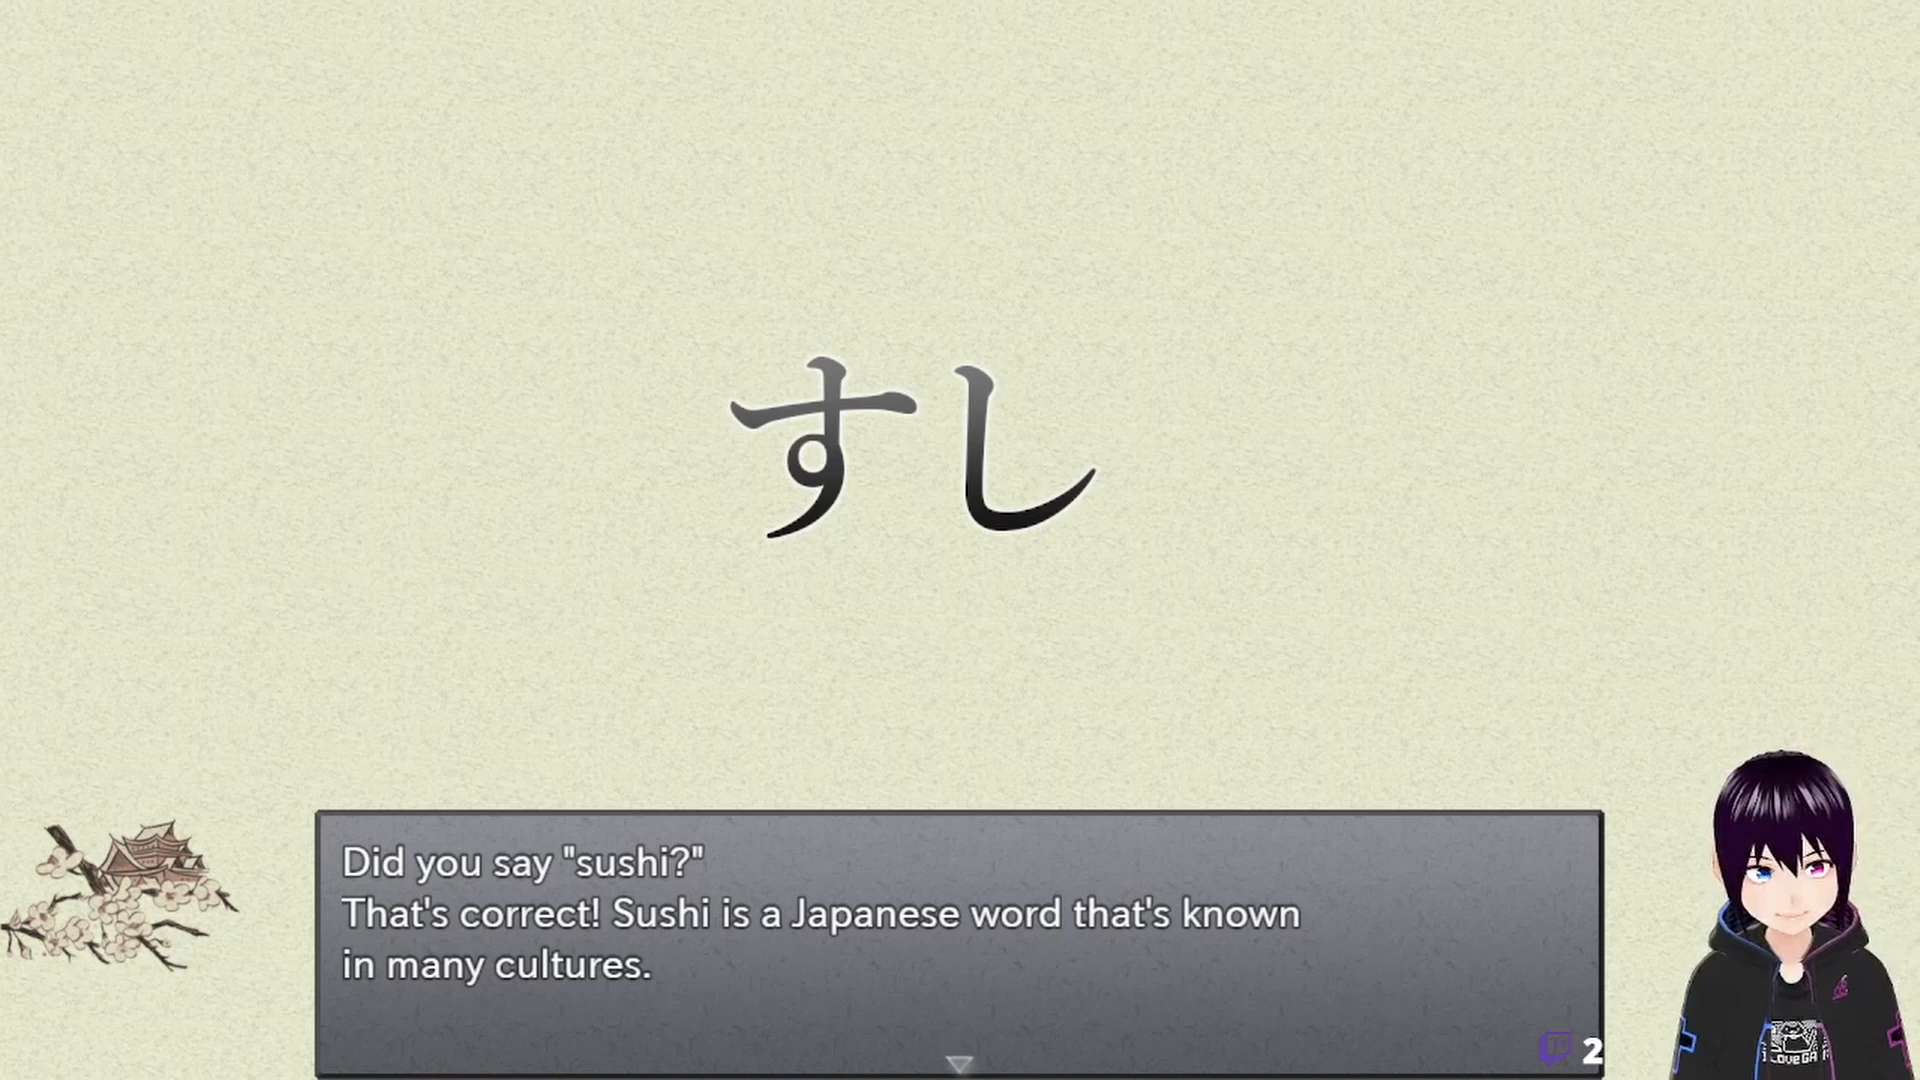 すし
Did you say "sushi?"
That's correct! Sushi is a Japanese word that's known
in many cultures.
2